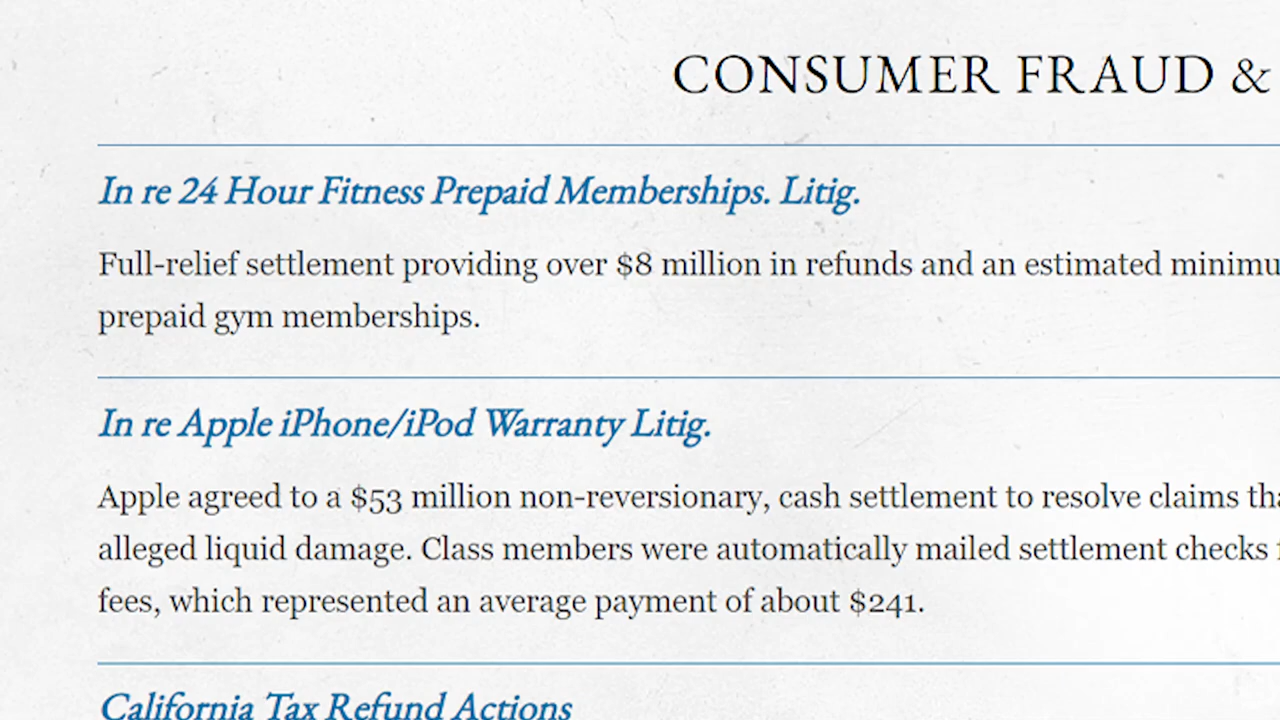 CONSUMER FRAUD &
In re 24 Hour Fitness Prepaid Memberships. Litig.
Full-relief settlement providing over $8 million in refunds and an estimated minimu
prepaid gym memberships.
In re Apple iPhone/iPod Warranty Litig.
Apple agreed to a $53 million non-reversionary, cash settlement to resolve claims tha
alleged liquid damage. Class members were automatically mailed settlement checks f
fees, which represented an average payment of about $241.
California Tax Refund Actions